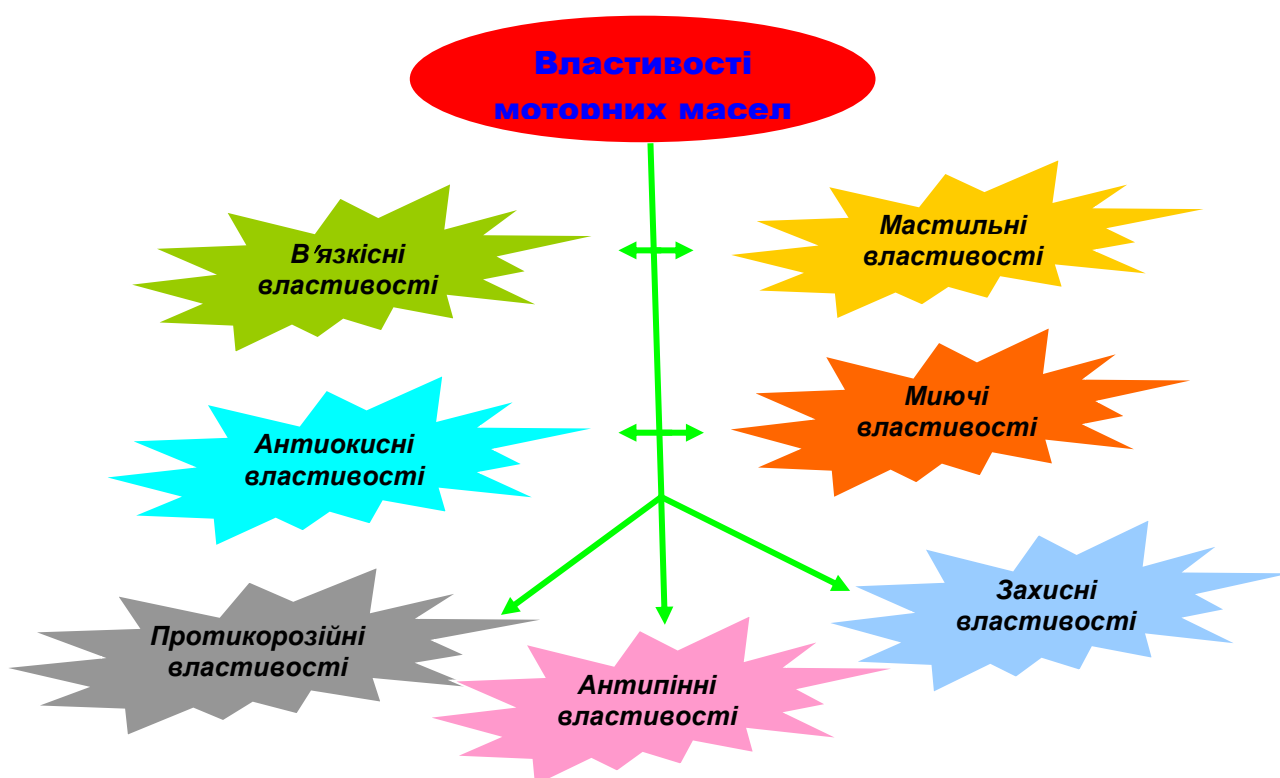 Властивості
моторних масел
В′язкісні
властивості
Мастильні
властивості
Антиокисні
властивості
Миючі
властивості
Протикорозійні
властивості
Антипінні
властивості
Захисні
властивості